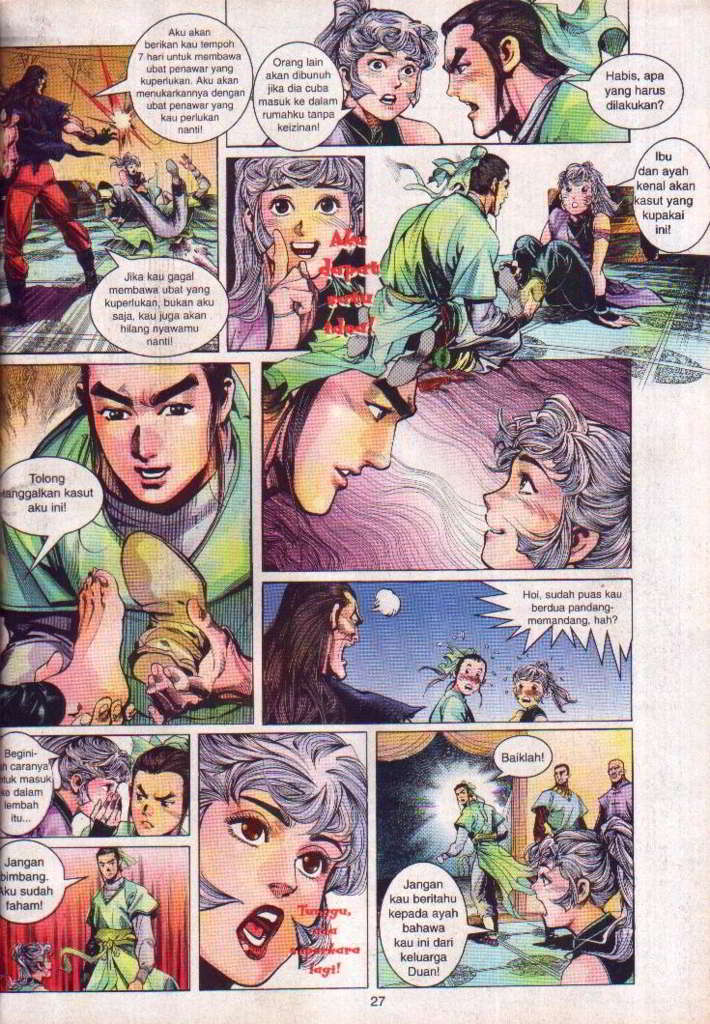 Aku akan
berikan kau tempoh
7 hari untuk membawa
ubat penawar yang
kuperlukan. Aku akan
menukarkannya dengan
ubat penawar yang
kau perlukan
nanti!
Jika kau gagal
membawa ubat yang
kuperlukan, bukan aku
saja, kau juga akan
hilang nyawamu
nanti!
Orang lain
akan dibunuh
jika dia cuba
masuk ke dalam
rumahku tanpa
keizinan!
Habis, apa
yang harus
dilakukan?
Aku
dapat
satu
idea!
Ibu
dan ayah
kenal akan
kasut yang
kupakai
ini!
Tolong
tanggalkan kasut
aku ini!
Hoi, sudah puas kau
berdua pandang-
memandang, hah?
Begini-
lah caranya
untuk masuk
ke dalam
lembah
itu...
Jangan
bimbang.
Aku sudah
faham!
Tunggu,
ada
superkara
lagi!
Baiklah!
Jangan
kau beritahu
kepada ayah
bahawa
kau ini dari
keluarga
Duan!
27